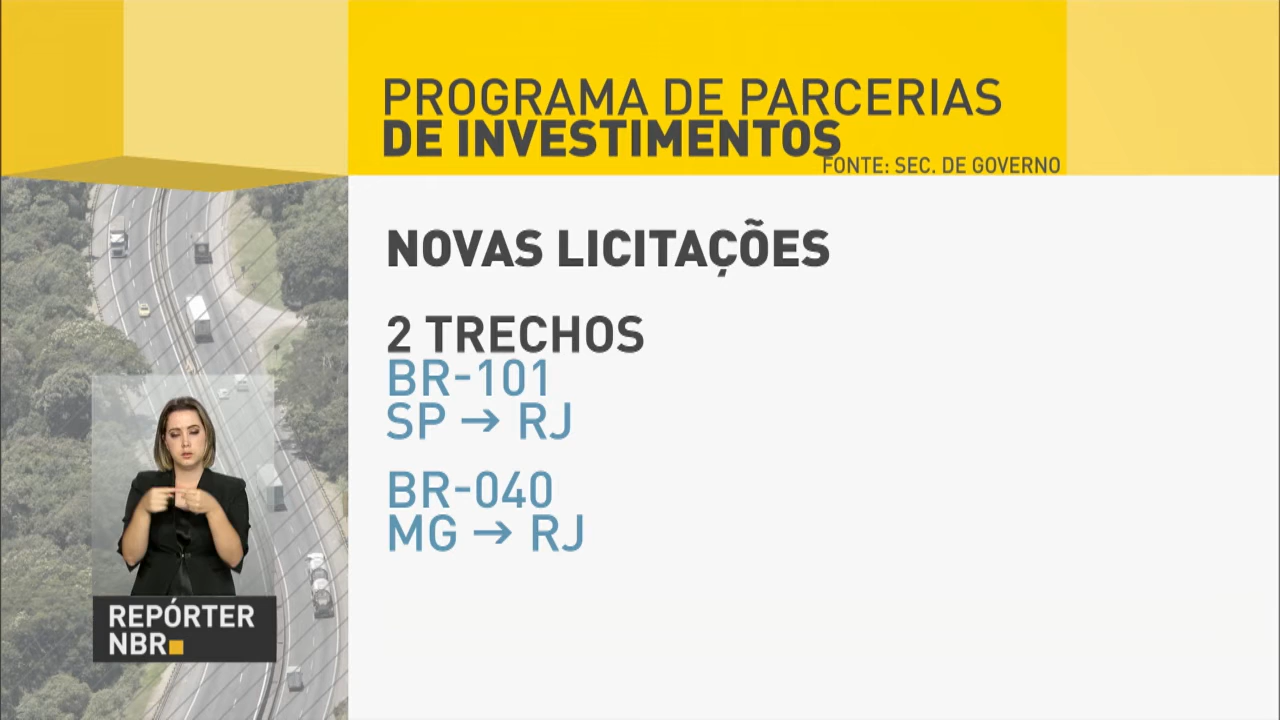 PROGRAMA DE PARCERIAS
DE INVESTIMENTOS
FONTE: SEC. DE GOVERNO
NOVAS LICITAÇÕES
2 TRECHOS
BR-101
SP → RJ
BR-040
MG → RJ
REPÓRTER
NBR